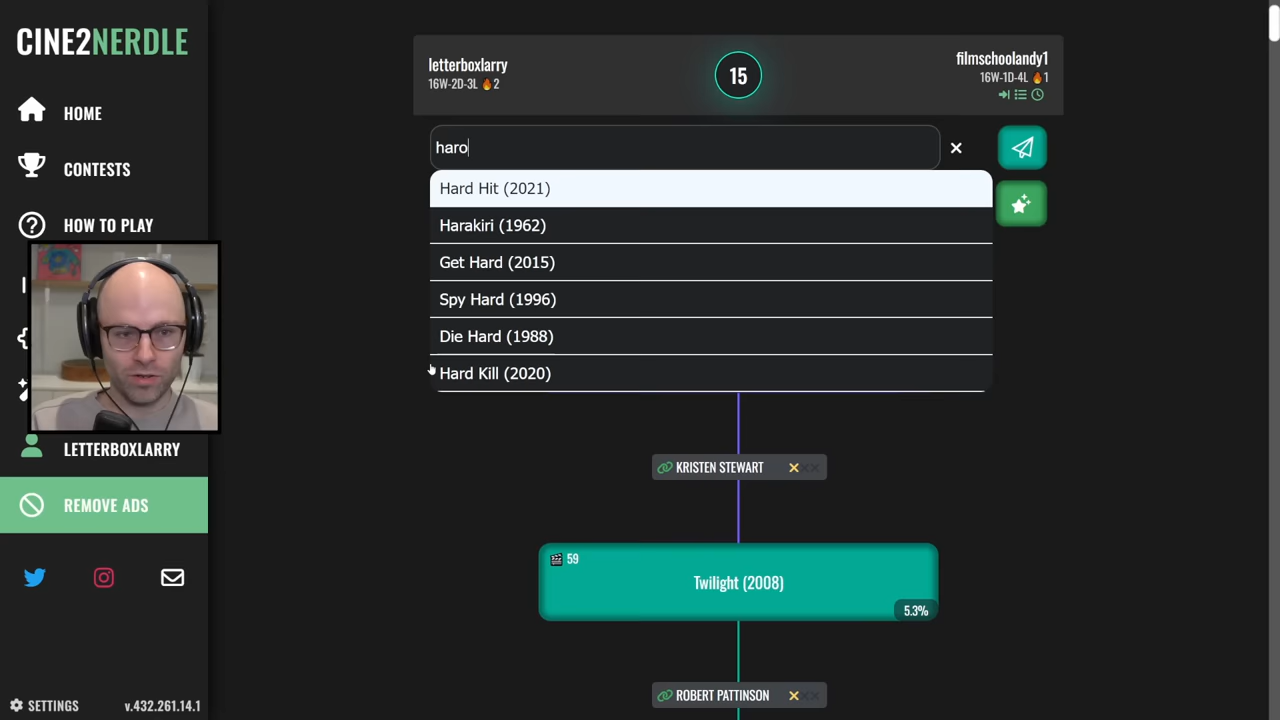 CINE2NERDLE
HOME
CONTESTS
HOW TO PLAY
LETTERBOXLARRY
REMOVE ADS
SETTINGS
v.432.261.14.1
letterboxlarry
16W-2D-3L 2
15
filmschoolandy1
16W-1D-4L 1
haro
Hard Hit (2021)
Harakiri (1962)
Get Hard (2015)
Spy Hard (1996)
Die Hard (1988)
Hard Kill (2020)
KRISTEN STEWART
59
Twilight (2008)
5.3%
ROBERT PATTINSON